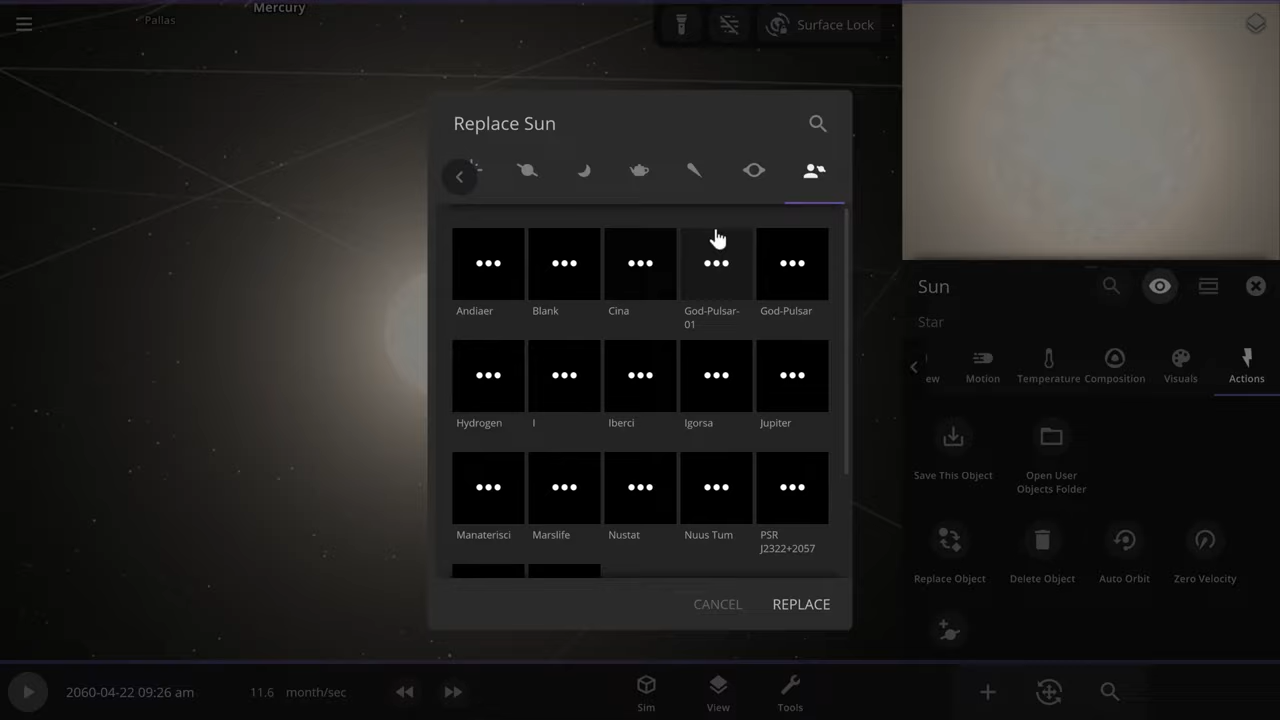 Mercury
Pallas
Surface Lock
Replace Sun
Andiaer
Blank
Cina
God-Pulsar-
01
God-Pulsar
Hydrogen
I
Iberci
Igorsa
Jupiter
Manaterisci
Marslife
Nustat
Nuus Tum
PSR
J2322+2057
CANCEL
REPLACE
Sun
Star
ew
Motion
Temperature
Composition
Visuals
Actions
Save This Object
Open User
Objects Folder
Replace Object
Delete Object
Auto Orbit
Zero Velocity
2060-04-22 09:26 am
11.6 month/sec
Sim
View
Tools